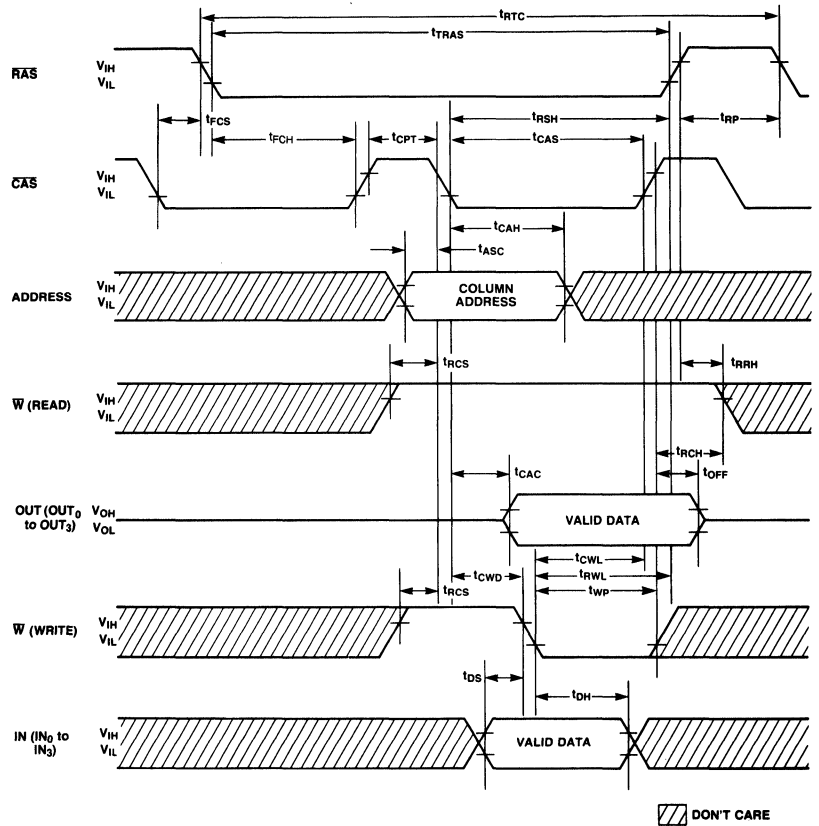 tRTC
tTRAS
RAS
VIH
VIL
tFCS
tFCH
tCPT
tRSH
tCAS
tRP
CAS
VIH
VIL
tCAH
tASC
ADDRESS
VIH
VIL
COLUMN
ADDRESS
tRCS
tRRH
W (READ)
VIH
VIL
tRCH
tCAC
tOFF
OUT (OUT0
to OUT3)
VOH
VOL
VALID DATA
tCWL
tCWD
tRWL
tRCS
tWP
W (WRITE)
VIH
VIL
tDS
tDH
IN (IN0 to
IN3)
VIH
VIL
VALID DATA
DON'T CARE